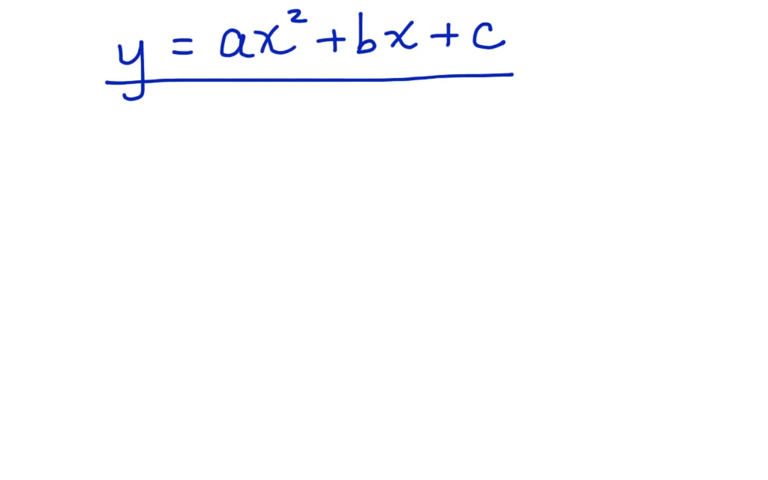 y = ax² + bx + c